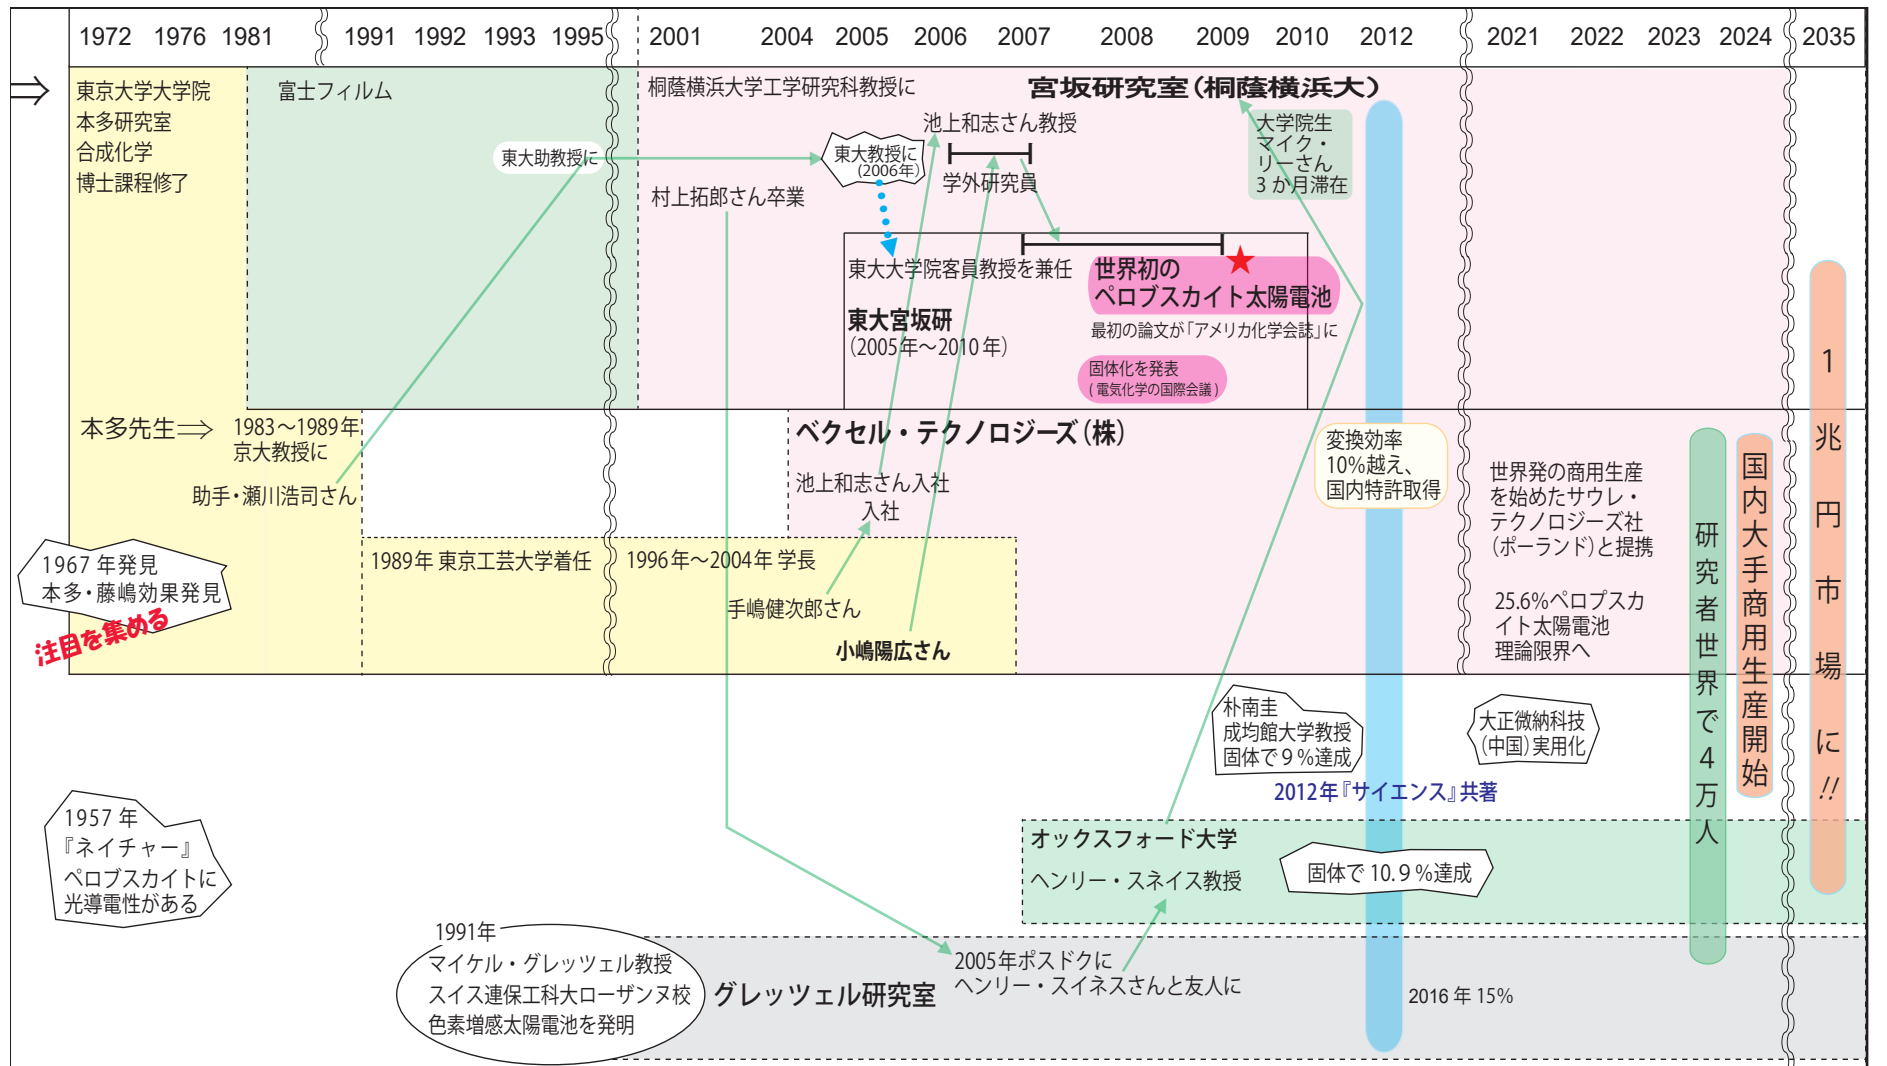 1972 1976 1981 1991 1992 1993 1995 2001 2004 2005 2006 2007 2008 2009 2010 2012 2021 2022 2023 2024 2035
⇒
東京大学大学院
本多研究室
合成化学
博士課程修了
富士フィルム
東大助教授に
桐蔭横浜大学工学研究科教授に
宮坂研究室(桐蔭横浜大)
池上和志さん教授
東大教授に
(2006年)
学外研究員
村上拓郎さん卒業
大学院生
マイク・
リーさん
3か月滞在
東大大学院客員教授を兼任
東大宮坂研
(2005年～2010年)
★
世界初の
ペロブスカイト太陽電池
最初の論文が「アメリカ化学会誌」に
固体化を発表
(電気化学の国際会議)
本多先生⇒
1983～1989年
京大教授に
助手・瀬川浩司さん
ベクセル・テクノロジーズ(株)
池上和志さん入社
入社
変換効率
10%越え、
国内特許取得
世界発の商用生産
を始めたサウレ・
テクノロジーズ社
(ポーランド)と提携
25.6%ペロプスカ
イト太陽電池
理論限界へ
1967年発見
本多・藤嶋効果発見
注目を集める
1989年 東京工芸大学着任
1996年～2004年 学長
手嶋健次郎さん
小嶋陽広さん
研究者世界で4万人
国内大手商用生産開始
1兆円市場に!!
朴南圭
成均館大学教授
固体で9%達成
大正微納科技
(中国)実用化
2012年『サイエンス』共著
1957年
『ネイチャー』
ペロブスカイトに
光導電性がある
オックスフォード大学
ヘンリー・スネイス教授
固体で10.9%達成
1991年
マイケル・グレッツェル教授
スイス連保工科大ローザンヌ校
色素増感太陽電池を発明
グレッツェル研究室
2005年ポスドクに
ヘンリー・スイネスさんと友人に
2016年15%